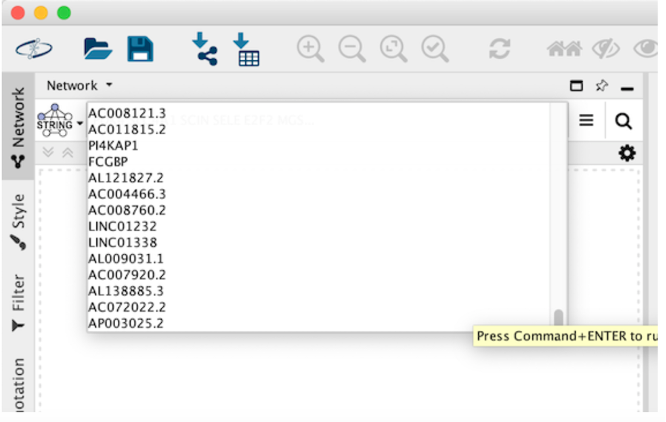 Network
STRING
AC008121.3
AC011815.2
PI4KAP1
FCGBP
AL121827.2
AC004466.3
AC008760.2
LINC01232
LINC01338
AL009031.1
AC007920.2
AL138885.3
AC072022.2
AP003025.2
Press Command+ENTER to ru
Network
Style
Filter
notation